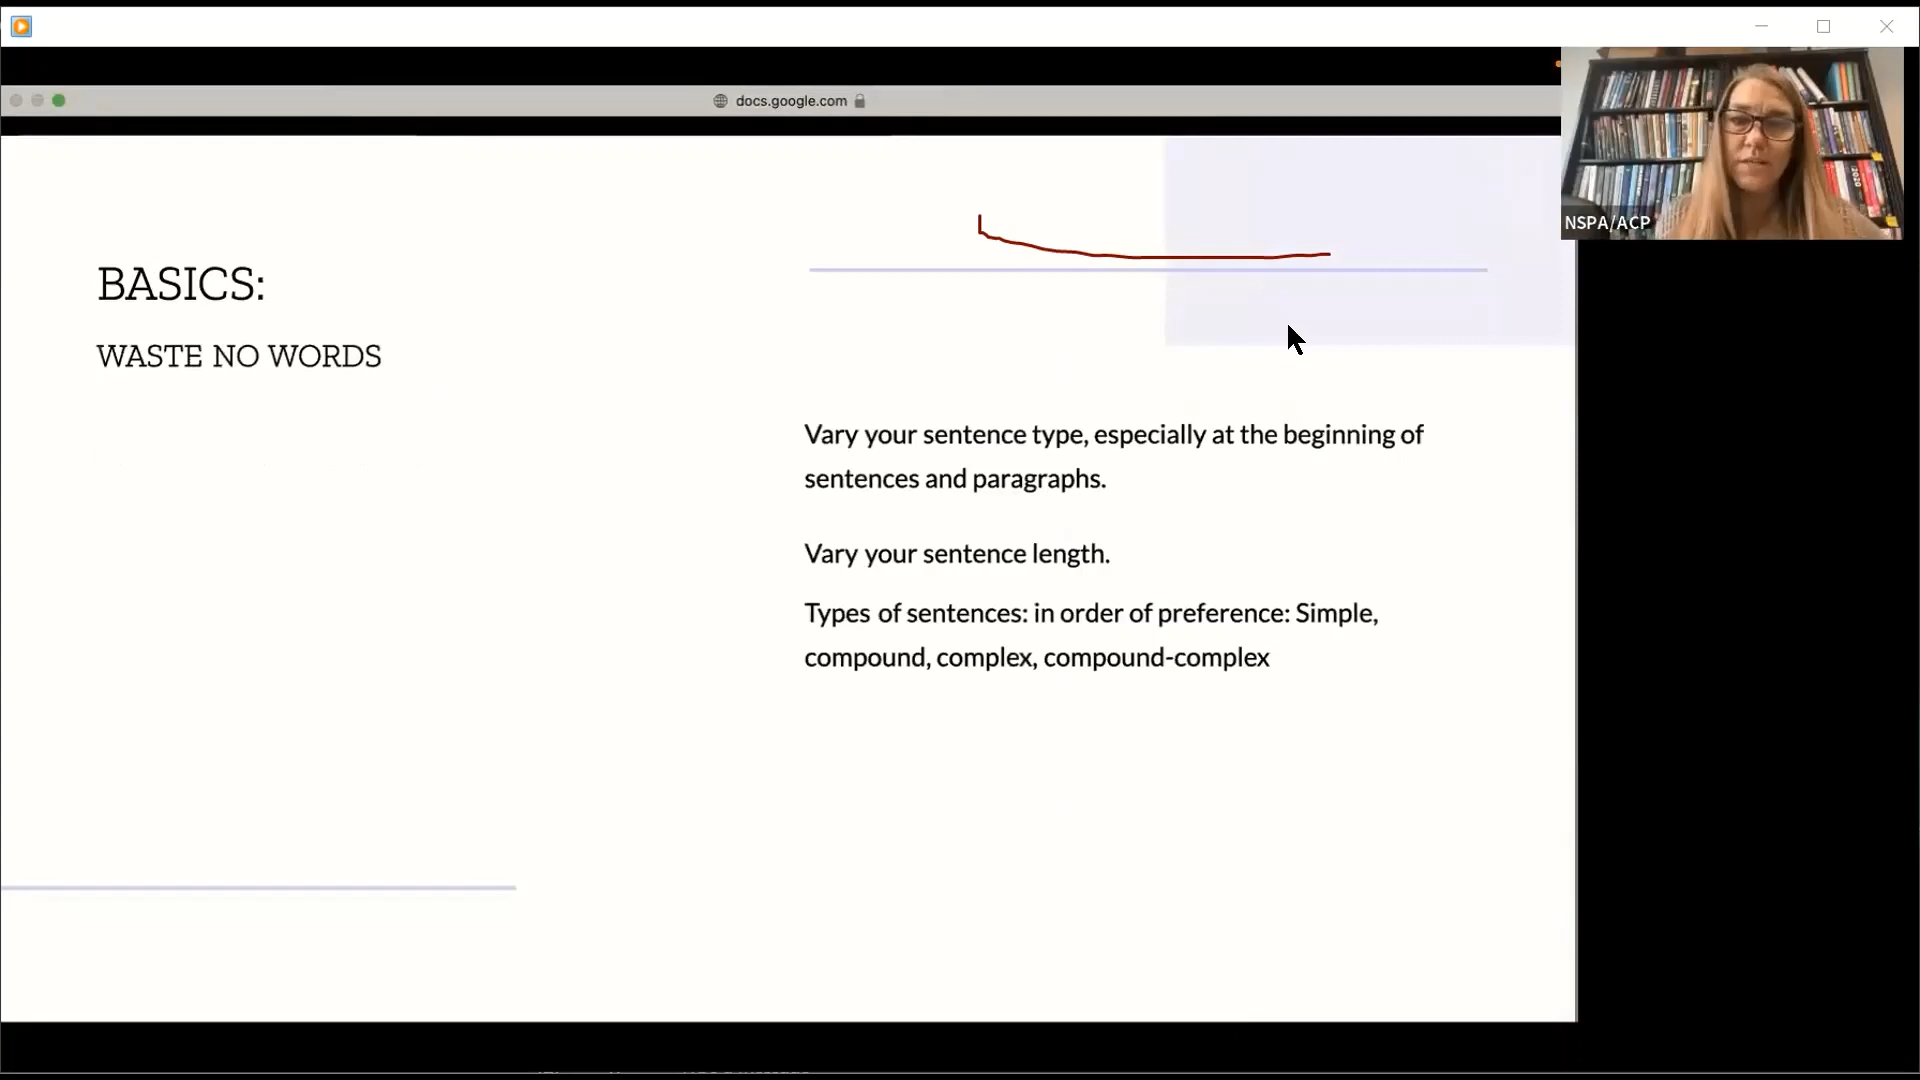 docs.google.com
NSPA/ACP
2020
BASICS:
WASTE NO WORDS
Vary your sentence type, especially at the beginning of
sentences and paragraphs.
Vary your sentence length.
Types of sentences: in order of preference: Simple,
compound, complex, compound-complex